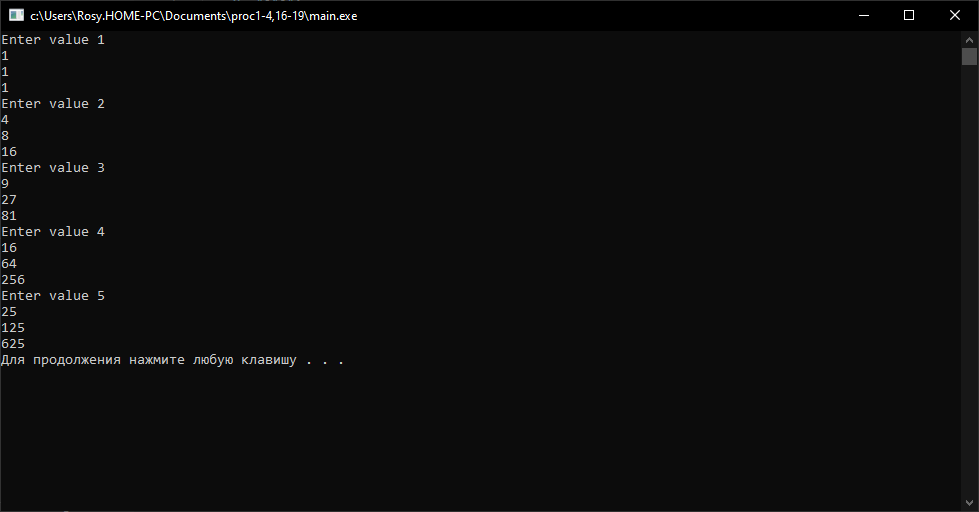 c:\Users\Rosy.HOME-PC\Documents\proc1-4,16-19\main.exe
Enter value 1
1
1
1
Enter value 2
4
8
16
Enter value 3
9
27
81
Enter value 4
16
64
256
Enter value 5
25
125
625
Для продолжения нажмите любую клавишу . . .